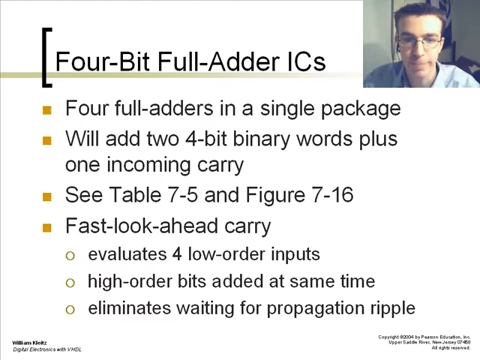 Four-Bit Full-Adder ICs
Four full-adders in a single package
Will add two 4-bit binary words plus
one incoming carry
See Table 7-5 and Figure 7-16
Fast-look-ahead carry
evaluates 4 low-order inputs
high-order bits added at same time
eliminates waiting for propagation ripple
William Kleitz
Digital Electronics with VHDL
Copyright ©2004 by Pearson Education, Inc.
Upper Saddle River, New Jersey 07458
All rights reserved.